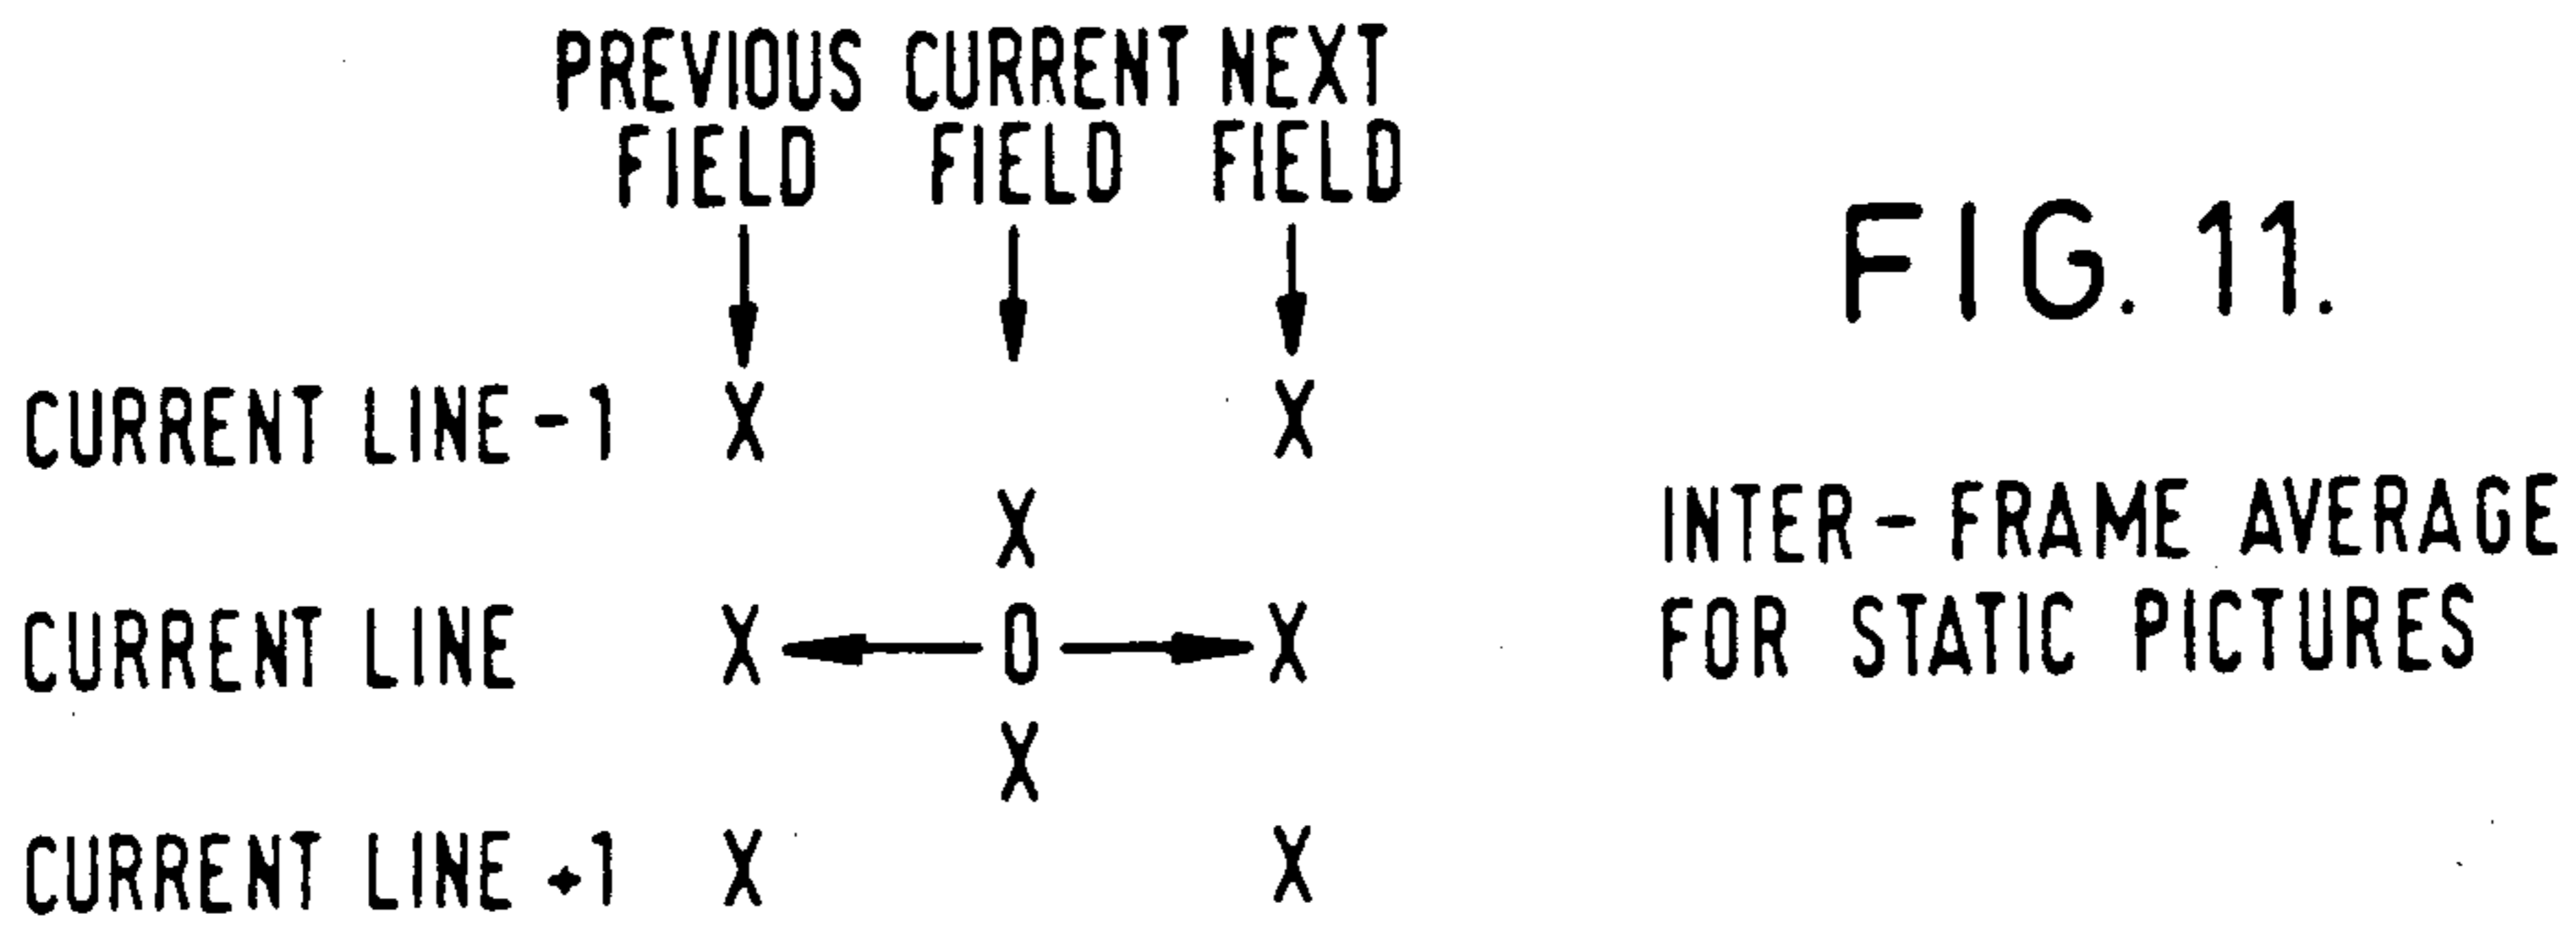 PREVIOUS CURRENT NEXT
FIELD FIELD FIELD
FIG. 11.
CURRENT LINE - 1 X X
X
INTER - FRAME AVERAGE
FOR STATIC PICTURES
CURRENT LINE X O X
X
CURRENT LINE +1 X X